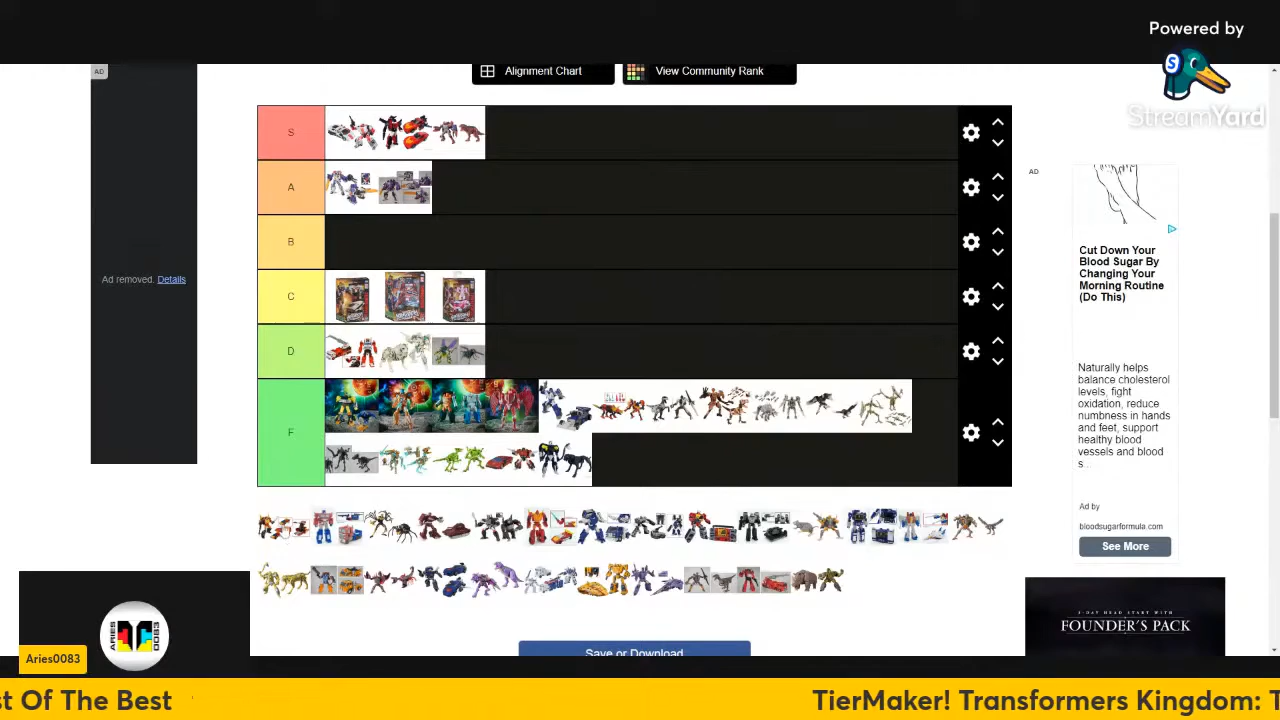 Powered by
StreamYard
AD
Alignment Chart
View Community Rank
S
A
B
C
D
F
Ad removed. Details
AD
Cut Down Your
Blood Sugar By
Changing Your
Morning Routine
(Do This)
Naturally helps
balance cholesterol
levels, fight
oxidation, reduce
numbness in hands
and feet, support
healthy blood
vessels and blood
s...
Ad by
bloodsugarformula.com
See More
Save or Download
FOUNDER'S PACK
ARIES
0083
Aries0083
st Of The Best
TierMaker! Transformers Kingdom: T